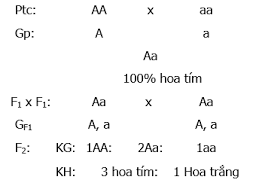 Ptc: AA x aa
Gp: A a
Aa
100% hoa tím
F₁ x F₁: Aa x Aa
G_F1 A, a A, a
F₂: KG: 1AA: 2Aa: 1aa
KH: 3 hoa tím: 1 Hoa trắng